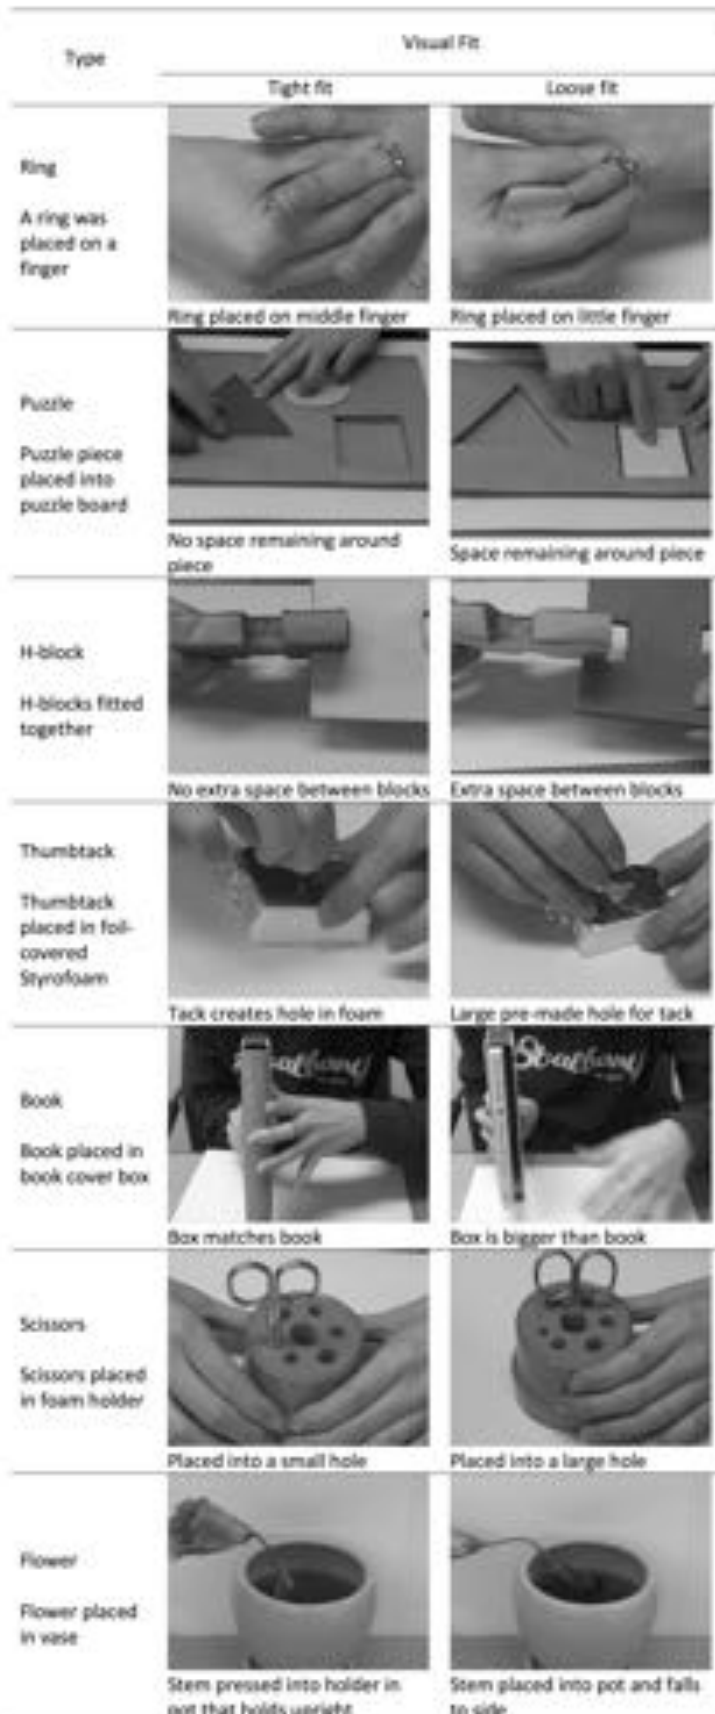 Type
Visual Fit
Tight fit
Loose fit
Ring
A ring was
placed on a
finger
Ring placed on middle finger
Ring placed on little finger
Puzzle
Puzzle piece
placed into
puzzle board
No space remaining around
piece
Space remaining around piece
H-block
H-blocks fitted
together
No extra space between blocks
Extra space between blocks
Thumbtack
Thumbtack
placed in foil-
covered
Styrofoam
Tack creates hole in foam
Large pre-made hole for tack
Book
Book placed in
book cover box
Box matches book
Box is bigger than book
Scissors
Scissors placed
in foam holder
Placed into a small hole
Placed into a large hole
Flower
Flower placed
in vase
Stem pressed into holder in
pot that holds upright
Stem placed into pot and falls
to side